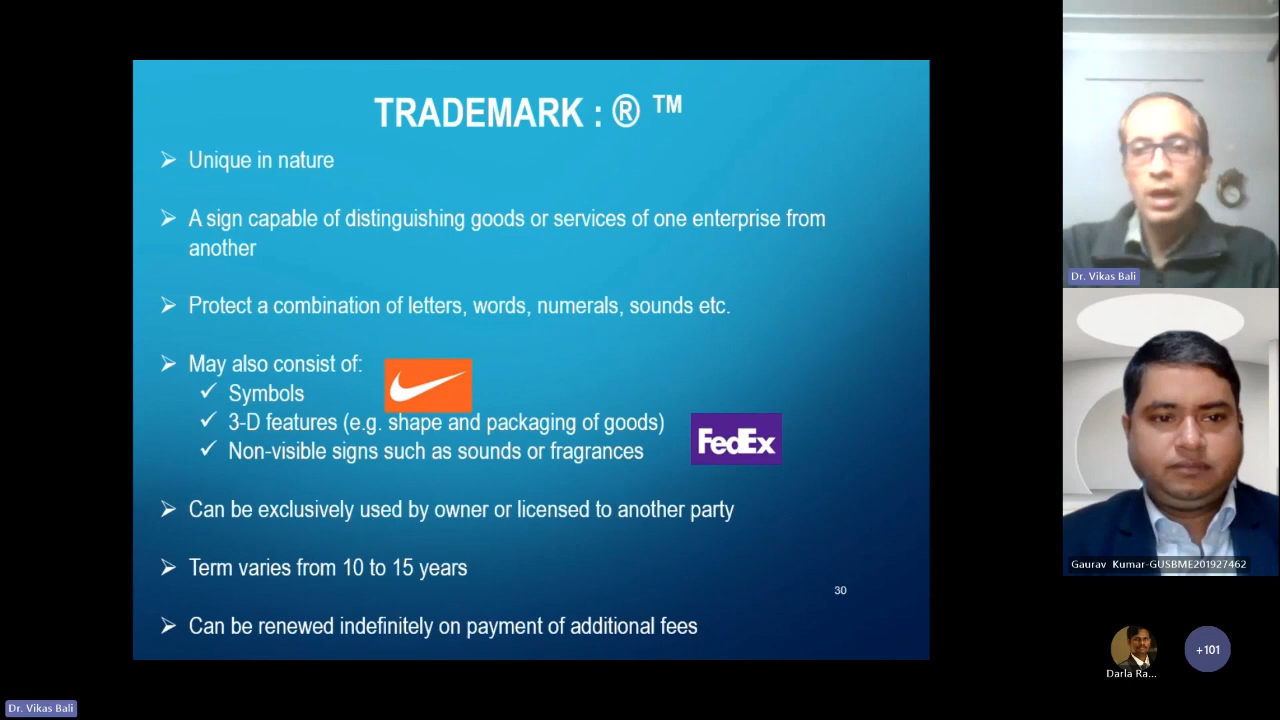 TRADEMARK : ® ™
Unique in nature
A sign capable of distinguishing goods or services of one enterprise from
another
Protect a combination of letters, words, numerals, sounds etc.
May also consist of:
Symbols
3-D features (e.g. shape and packaging of goods)
FedEx
Non-visible signs such as sounds or fragrances
Can be exclusively used by owner or licensed to another party
Term varies from 10 to 15 years
30
Can be renewed indefinitely on payment of additional fees
Dr. Vikas Bali
Gaurav Kumar-GUSBME201927462
Darla Ra...
+101
Dr. Vikas Bali